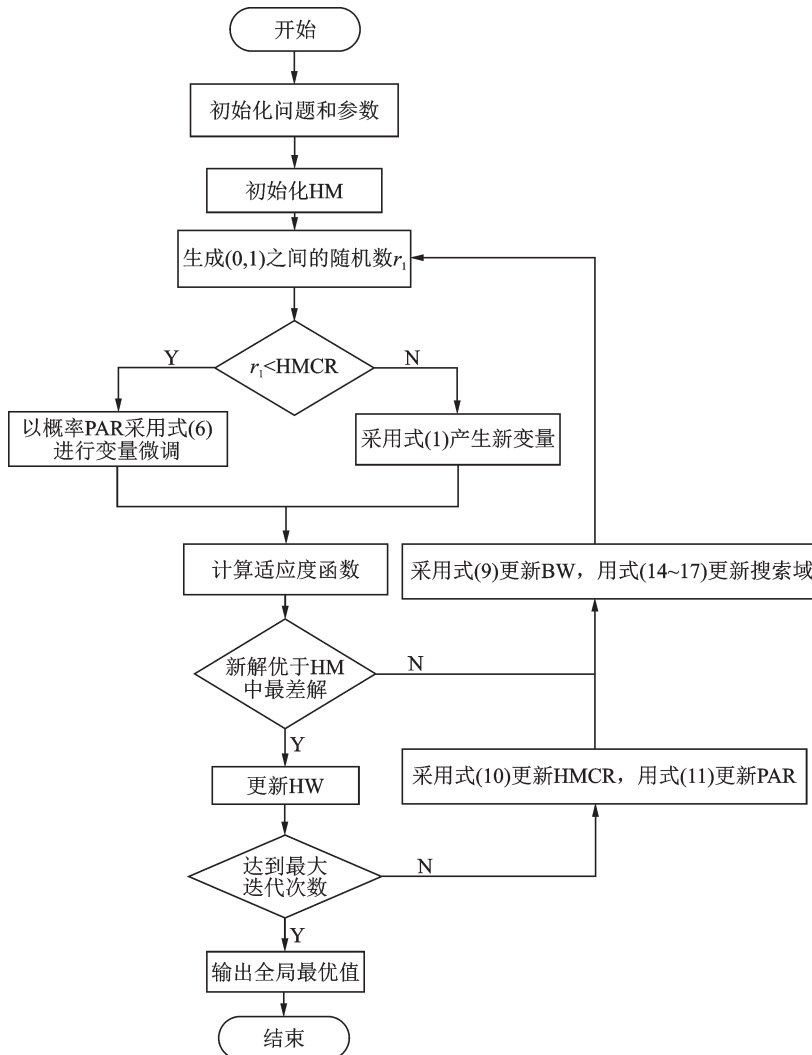 开始
初始化问题和参数
初始化HM
生成(0,1)之间的随机数r₁
r₁<HMCR
Y
N
以概率PAR采用式(6)
进行变量微调
采用式(1)产生新变量
计算适应度函数
采用式(9)更新BW，用式(14~17)更新搜索域
新解优于HM
中最差解
N
Y
更新HW
采用式(10)更新HMCR，用式(11)更新PAR
达到最大
迭代次数
N
Y
输出全局最优值
结束